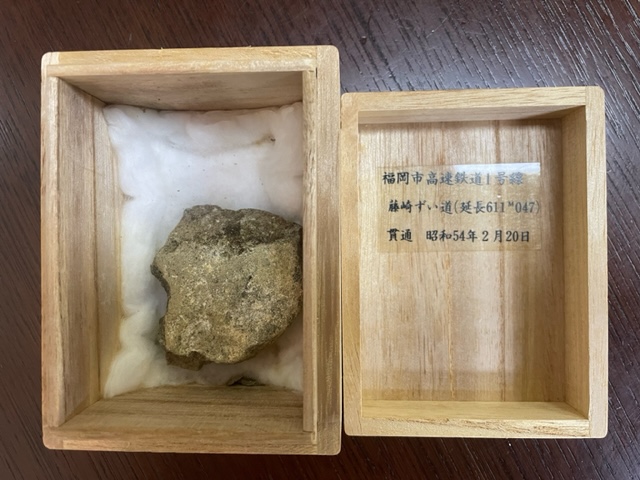 福岡市高速鉄道1号線
藤崎ずい道(延長611ᴹ047)
貫通 昭和54年2月20日